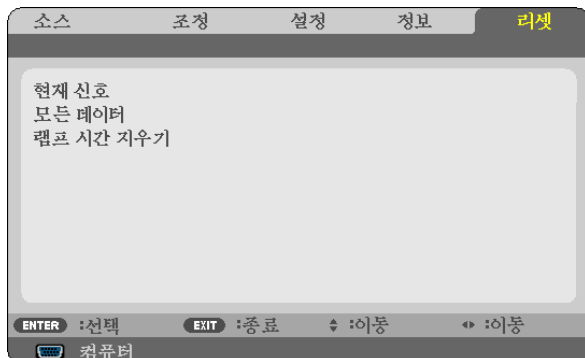 소스 조정 설정 정보 리셋
현재 신호
모든 데이터
램프 시간 지우기
ENTER :선택 EXIT :종료 :이동 :이동
컴퓨터